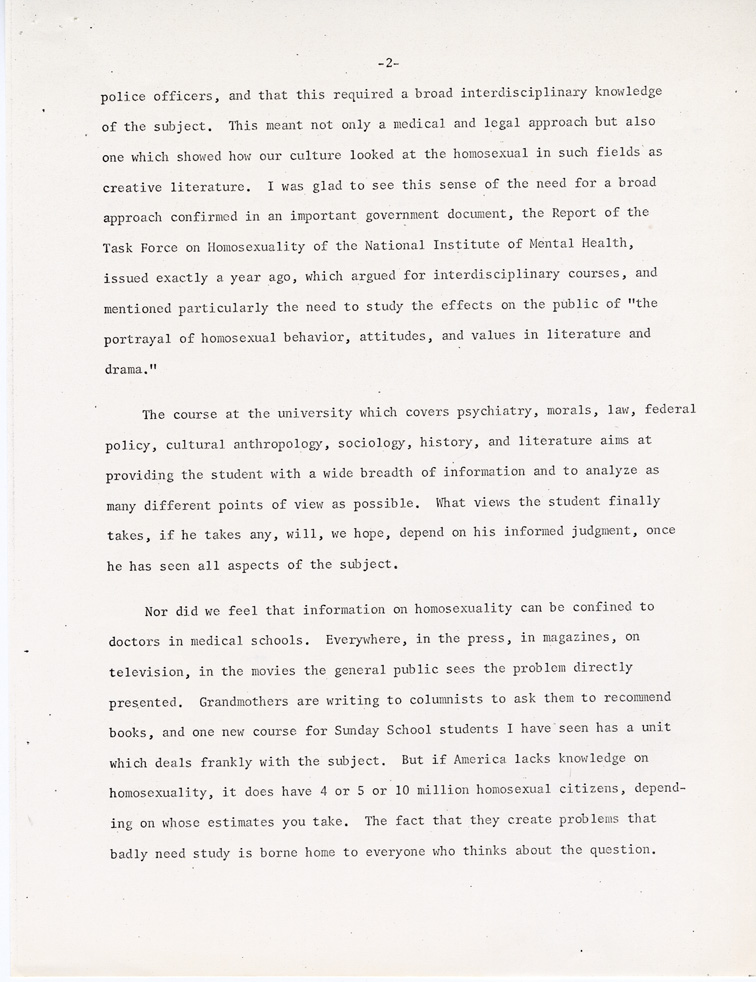 -2-
police officers, and that this required a broad interdisciplinary knowledge
of the subject. This meant not only a medical and legal approach but also
one which showed how our culture looked at the homosexual in such fields as
creative literature. I was glad to see this sense of the need for a broad
approach confirmed in an important government document, the Report of the
Task Force on Homosexuality of the National Institute of Mental Health,
issued exactly a year ago, which argued for interdisciplinary courses, and
mentioned particularly the need to study the effects on the public of "the
portrayal of homosexual behavior, attitudes, and values in literature and
drama."
The course at the university which covers psychiatry, morals, law, federal
policy, cultural anthropology, sociology, history, and literature aims at
providing the student with a wide breadth of information and to analyze as
many different points of view as possible. What views the student finally
takes, if he takes any, will, we hope, depend on his informed judgment, once
he has seen all aspects of the subject.
Nor did we feel that information on homosexuality can be confined to
doctors in medical schools. Everywhere, in the press, in magazines, on
television, in the movies the general public sees the problem directly
presented. Grandmothers are writing to columnists to ask them to recommend
books, and one new course for Sunday School students I have seen has a unit
which deals frankly with the subject. But if America lacks knowledge on
homosexuality, it does have 4 or 5 or 10 million homosexual citizens, depend-
ing on whose estimates you take. The fact that they create problems that
badly need study is borne home to everyone who thinks about the question.